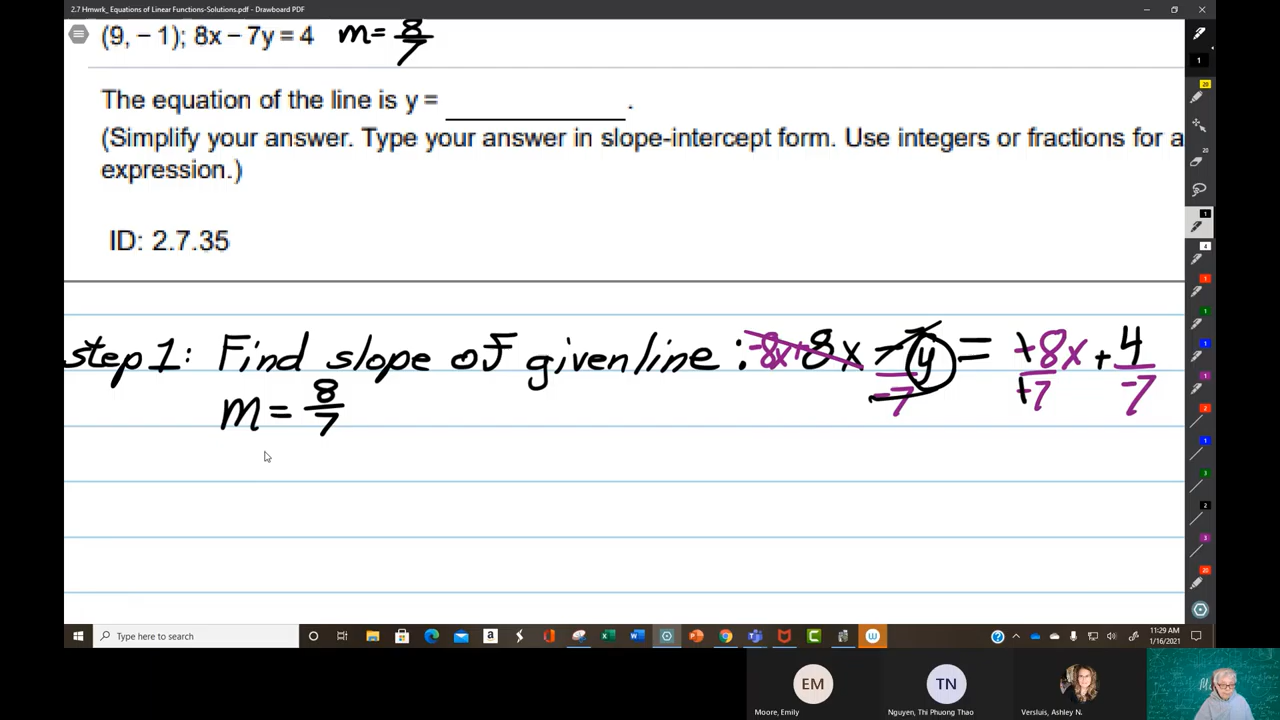 2.7 Hmwrk_ Equations of Linear Functions-Solutions.pdf - Drawboard PDF
(9, − 1); 8x − 7y = 4 m = 8/7
The equation of the line is y = ____________ .
(Simplify your answer. Type your answer in slope-intercept form. Use integers or fractions for a
expression.)
ID: 2.7.35
step 1: Find slope of given line : -8x+8x -7y/-7 = +-8x/+-7 + 4/-7
m = 8/7
Type here to search
11:29 AM
1/16/2021
EM
TN
Moore, Emily
Nguyen, Thi Phuong Thao
Versluis, Ashley N.